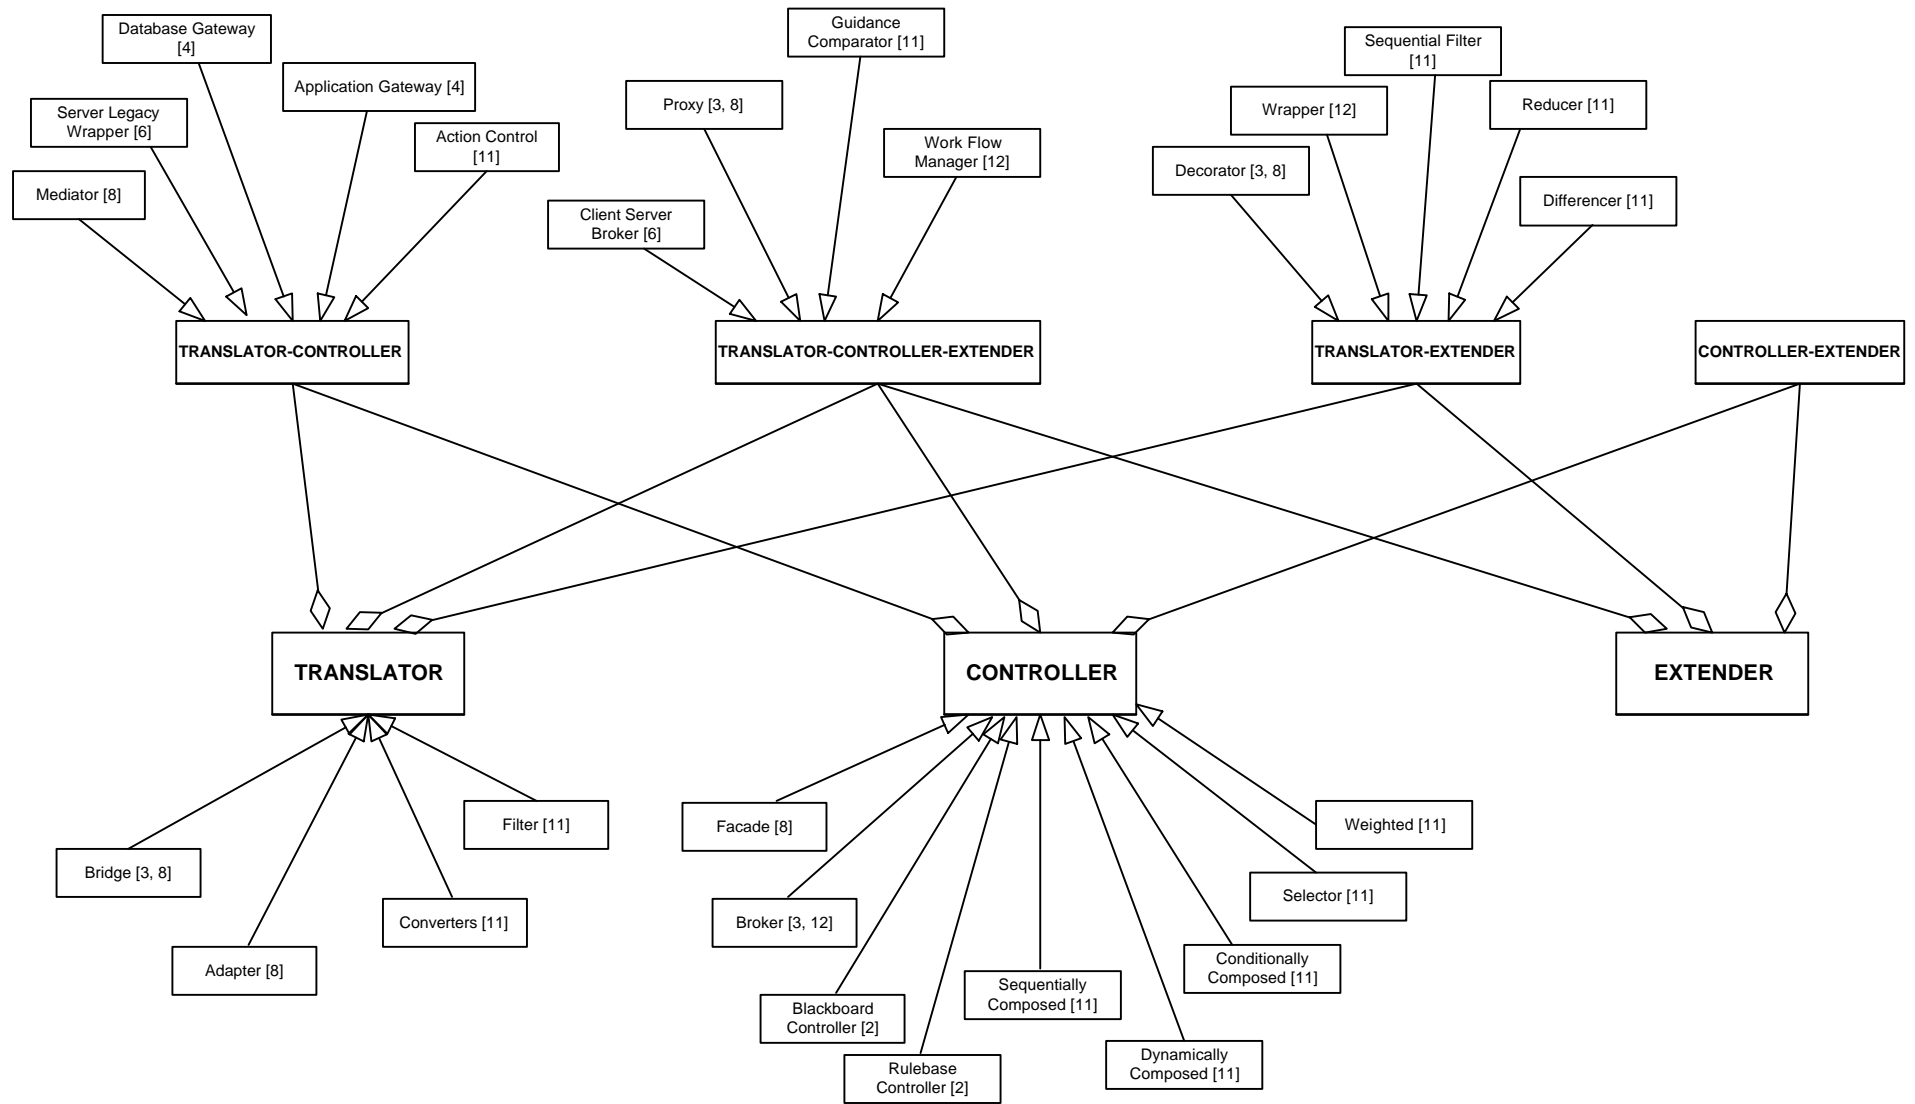 Database Gateway
[4]
Application Gateway [4]
Server Legacy
Wrapper [6]
Action Control
[11]
Mediator [8]
Guidance
Comparator [11]
Proxy [3, 8]
Work Flow
Manager [12]
Client Server
Broker [6]
Sequential Filter
[11]
Wrapper [12]
Reducer [11]
Decorator [3, 8]
Differencer [11]
TRANSLATOR-CONTROLLER
TRANSLATOR-CONTROLLER-EXTENDER
TRANSLATOR-EXTENDER
CONTROLLER-EXTENDER
TRANSLATOR
CONTROLLER
EXTENDER
Filter [11]
Bridge [3, 8]
Converters [11]
Adapter [8]
Facade [8]
Broker [3, 12]
Blackboard
Controller [2]
Rulebase
Controller [2]
Sequentially
Composed [11]
Dynamically
Composed [11]
Conditionally
Composed [11]
Selector [11]
Weighted [11]